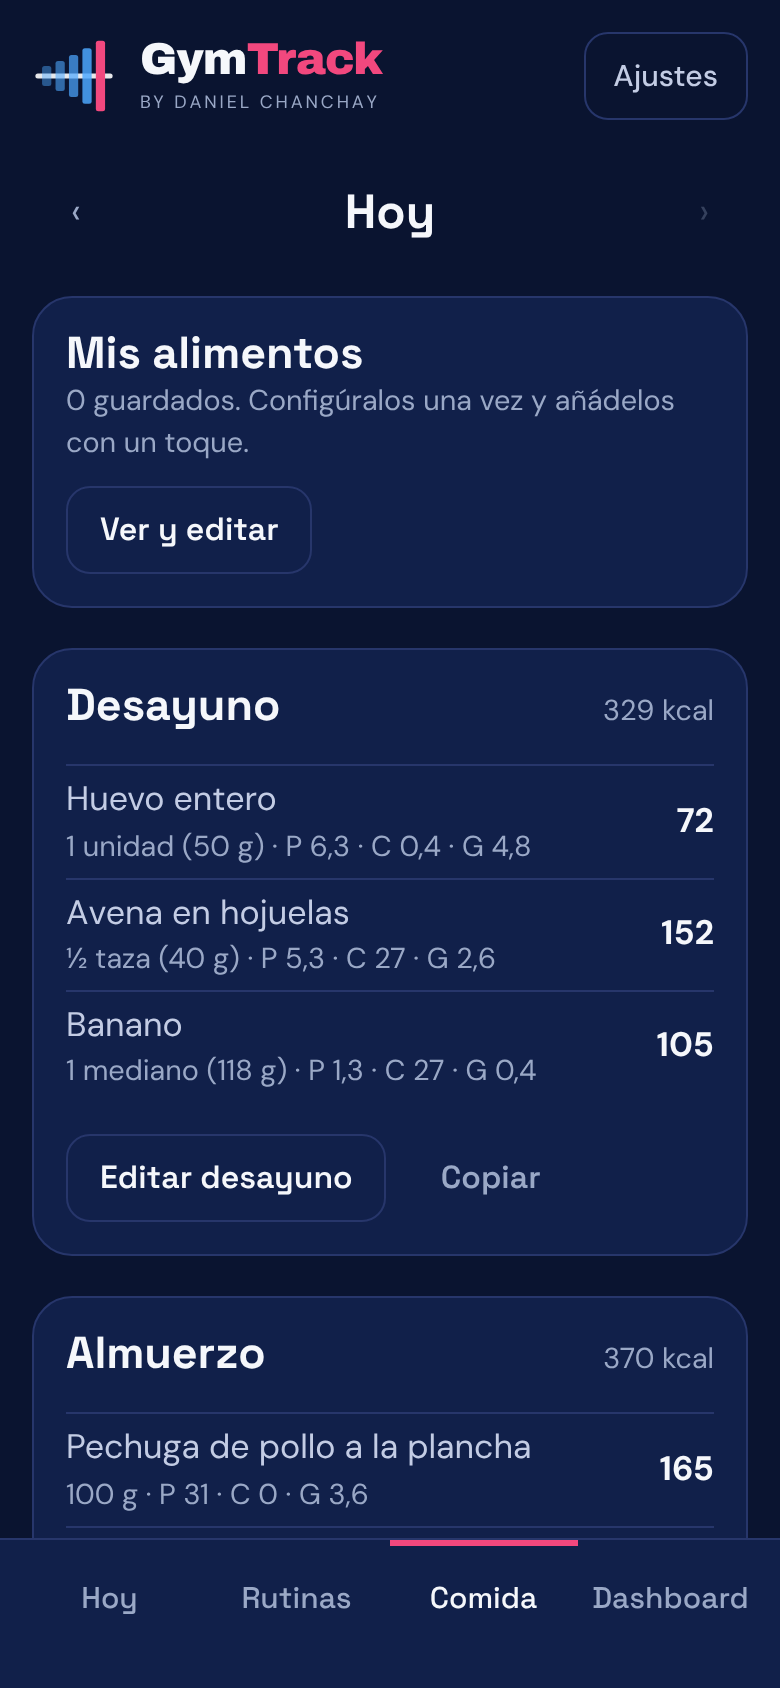 GymTrack
BY DANIEL CHANCHAY
Ajustes
‹ Hoy ›
Mis alimentos
0 guardados. Configúralos una vez y añádelos
con un toque.
Ver y editar
Desayuno 329 kcal
Huevo entero
72
1 unidad (50 g) · P 6,3 · C 0,4 · G 4,8
Avena en hojuelas
152
½ taza (40 g) · P 5,3 · C 27 · G 2,6
Banano
105
1 mediano (118 g) · P 1,3 · C 27 · G 0,4
Editar desayuno Copiar
Almuerzo 370 kcal
Pechuga de pollo a la plancha
165
100 g · P 31 · C 0 · G 3,6
Hoy Rutinas Comida Dashboard